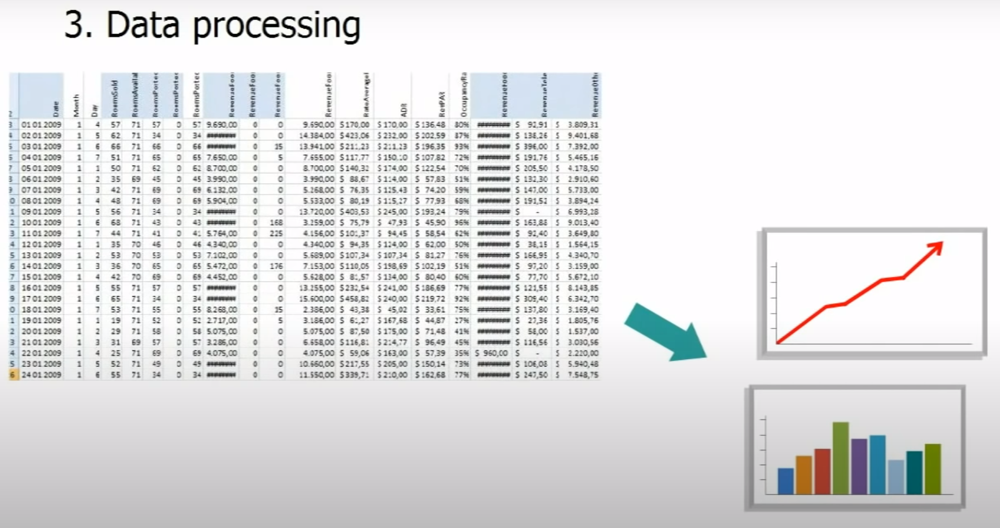 3. Data processing
Date Month Day RoomsSold RoomsAvailal RoomsPostec RoomsPostec RoomsPostec RevenueFoo RevenueFoo RevenueFoo RevenueFoo RateAveragel ADR RevPAR OccupancyRa RevenueFood RevenueTele RevenueOthe
01 01 2009 1 4 57 71 57 0 57 9.690,00 0 0 9.690,00 $170,00 $170,00 $136,48 80% ######## $ 92,91 $ 3.809,31
02 01 2009 1 5 62 71 34 0 34 ######## 0 0 14.384,00 $423,06 $232,00 $202,59 87% ######## $ 138,26 $ 9.401,68
03 01 2009 1 6 66 71 66 0 66 ######## 0 15 13.941,00 $211,23 $211,23 $196,35 93% ######## $ 396,00 $ 7.392,00
04 01 2009 1 7 51 71 65 0 65 7.650,00 0 5 7.655,00 $117,77 $150,10 $107,82 72% ######## $ 191,76 $ 5.465,16
05 01 2009 1 1 50 71 62 0 62 8.700,00 0 0 8.700,00 $140,32 $174,00 $122,54 70% ######## $ 205,50 $ 4.178,50
06 01 2009 1 2 35 69 45 0 45 3.990,00 0 0 3.990,00 $ 88,67 $114,00 $ 57,83 51% ######## $ 132,30 $ 2.910,60
07 01 2009 1 3 42 71 69 0 69 6.132,00 0 0 5.268,00 $ 76,35 $125,43 $ 74,20 59% ######## $ 147,00 $ 5.733,00
08 01 2009 1 4 48 71 69 0 69 5.904,00 0 0 5.533,00 $ 80,19 $115,27 $ 77,93 68% ######## $ 191,52 $ 3.894,24
09 01 2009 1 5 56 71 34 0 34 ######## 0 0 13.720,00 $403,53 $245,00 $193,24 79% ######## $ - $ 6.993,28
10 01 2009 1 6 68 71 43 0 43 ######## 0 168 3.259,00 $ 75,79 $ 47,93 $ 45,90 96% ######## $ 163,88 $ 9.013,40
11 01 2009 1 7 44 71 41 0 41 5.764,00 0 225 4.156,00 $101,37 $ 94,45 $ 58,54 62% ######## $ 92,40 $ 3.649,80
12 01 2009 1 1 35 70 46 0 46 4.340,00 0 0 4.340,00 $ 94,35 $124,00 $ 62,00 50% ######## $ 38,15 $ 1.564,15
13 01 2009 1 2 53 70 53 0 53 7.102,00 0 0 5.689,00 $107,34 $107,34 $ 81,27 76% ######## $ 166,95 $ 4.340,70
14 01 2009 1 3 36 70 65 0 65 5.472,00 0 176 7.153,00 $110,05 $198,69 $102,19 51% ######## $ 97,20 $ 3.159,00
15 01 2009 1 4 42 70 69 0 69 4.452,00 0 0 5.628,00 $ 81,57 $134,00 $ 80,40 60% ######## $ 77,70 $ 5.672,10
16 01 2009 1 5 55 71 57 0 57 ######## 0 0 13.255,00 $232,54 $241,00 $186,69 77% ######## $ 121,55 $ 8.143,85
17 01 2009 1 6 65 71 34 0 34 ######## 0 0 15.600,00 $458,82 $240,00 $219,72 92% ######## $ 309,40 $ 6.342,70
18 01 2009 1 7 53 71 55 0 55 8.268,00 0 15 2.386,00 $ 43,38 $ 45,02 $ 33,61 75% ######## $ 137,80 $ 3.169,40
19 01 2009 1 1 19 71 52 0 52 2.717,00 0 5 3.186,00 $ 61,27 $167,68 $ 44,87 27% ######## $ 27,36 $ 1.805,76
20 01 2009 1 2 29 71 58 0 58 5.075,00 0 0 5.075,00 $ 87,50 $175,00 $ 71,48 41% ######## $ 58,00 $ 1.537,00
21 01 2009 1 3 31 69 57 0 57 3.286,00 0 0 6.658,00 $116,81 $214,77 $ 96,49 45% ######## $ 116,56 $ 3.030,56
22 01 2009 1 4 25 71 69 0 69 4.075,00 0 0 4.075,00 $ 59,06 $163,00 $ 57,39 35% $ 960,00 $ - $ 2.220,00
23 01 2009 1 5 52 71 49 0 49 ######## 0 0 10.660,00 $217,55 $205,00 $150,14 73% ######## $ 106,08 $ 5.940,48
24 01 2009 1 6 55 71 34 0 34 ######## 0 0 11.550,00 $339,71 $210,00 $162,68 77% ######## $ 247,50 $ 7.548,75